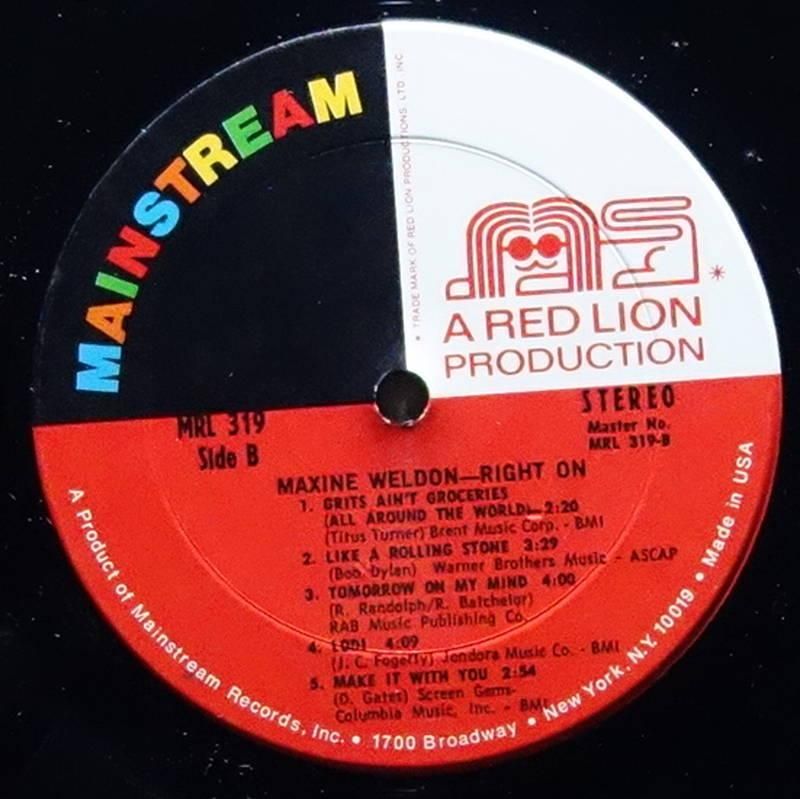 MAINSTREAM
* TRADE MARK OF RED LION PRODUCTIONS, LTD. INC.
MS*
A RED LION
PRODUCTION
MRL 319
Side B
STEREO
Master No.
MRL 319-B
MAXINE WELDON—RIGHT ON
1. GRITS AIN'T GROCERIES
(ALL AROUND THE WORLD)—2:20
(Titus Turner) Brent Music Corp. - BMI
2. LIKE A ROLLING STONE 3:29
(Bob Dylan) Warner Brothers Music - ASCAP
3. TOMORROW ON MY MIND 4:00
(R. Randolph/R. Batchelor)
RAB Music Publishing Co.
4. LODI 4:09
(J. C. Fogerty) Jondora Music Co. - BMI
5. MAKE IT WITH YOU 2:54
(D. Gates) Screen Gems-
Columbia Music, Inc. - BMI
A Product of Mainstream Records, Inc. • 1700 Broadway • New York, N.Y. 10019 • Made in USA